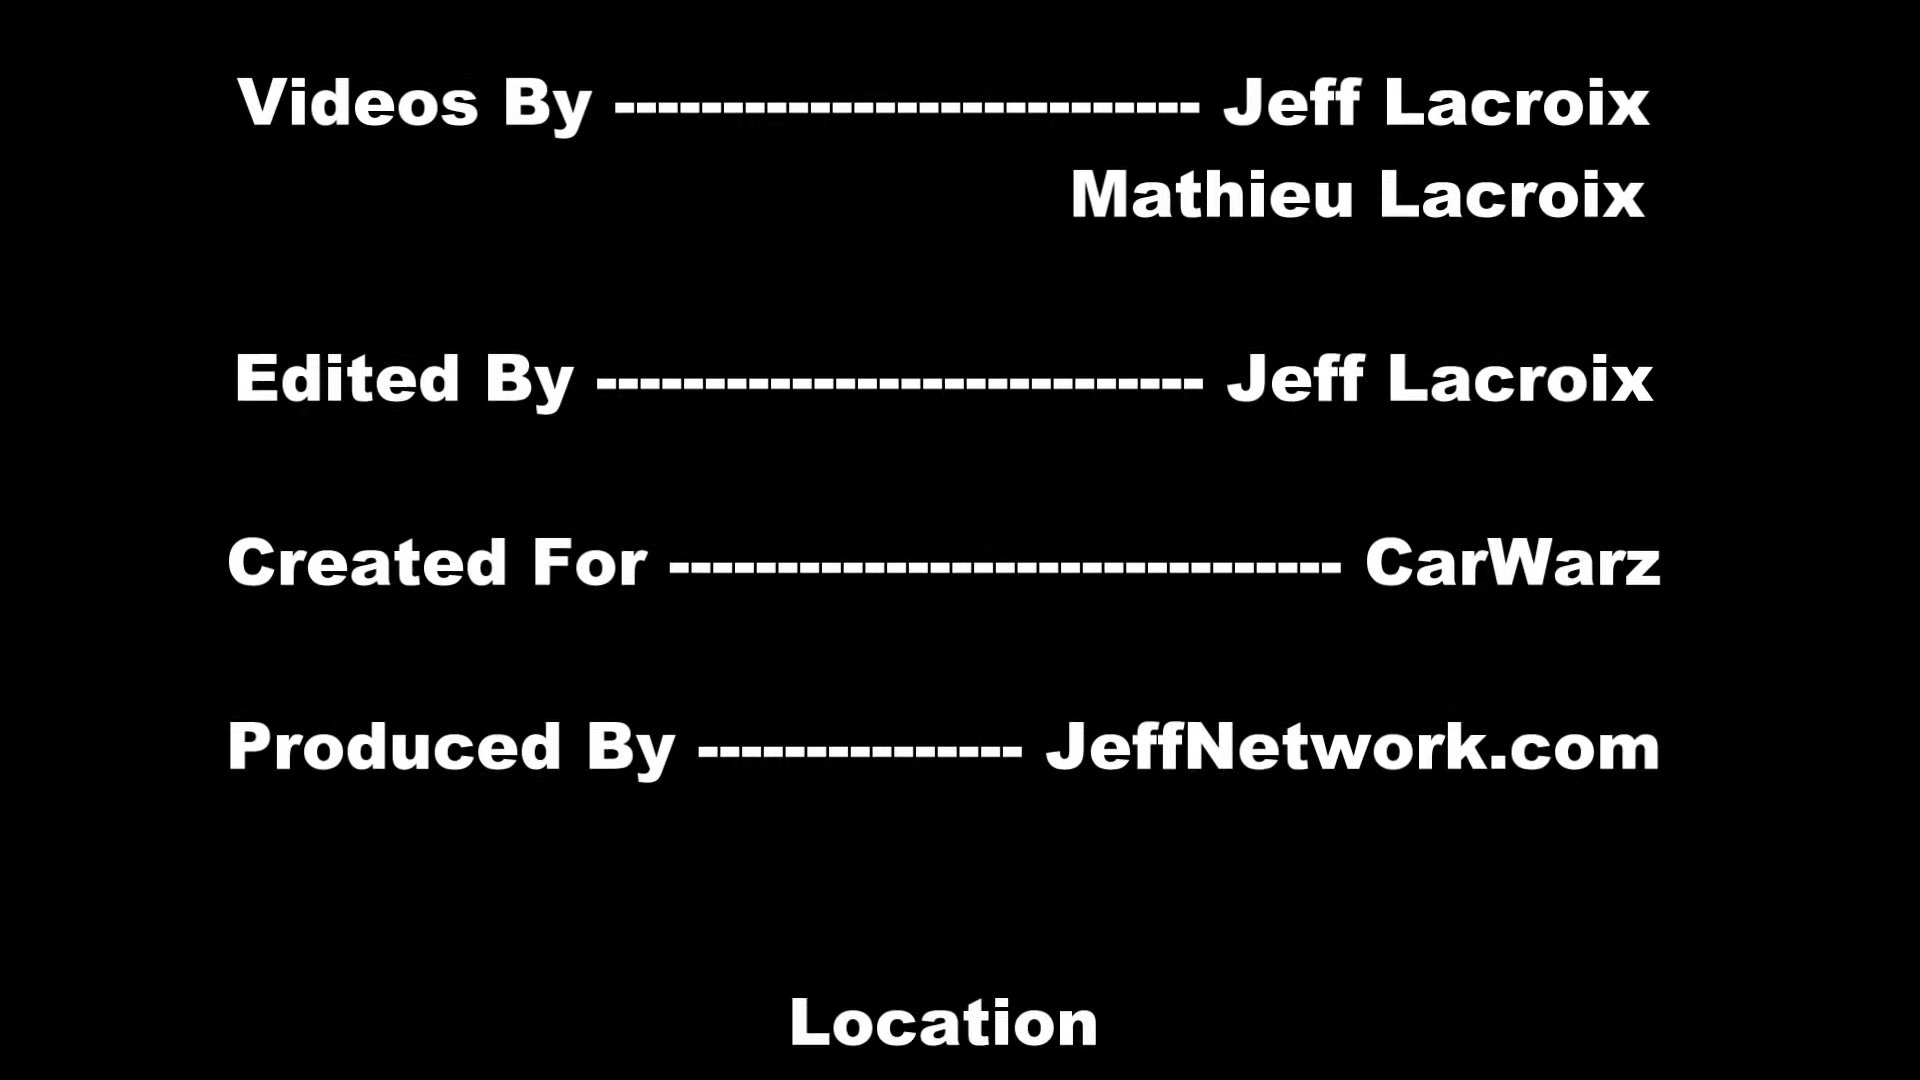 Videos By --------------------------- Jeff Lacroix
Mathieu Lacroix
Edited By ---------------------------- Jeff Lacroix
Created For ------------------------------- CarWarz
Produced By --------------- JeffNetwork.com
Location